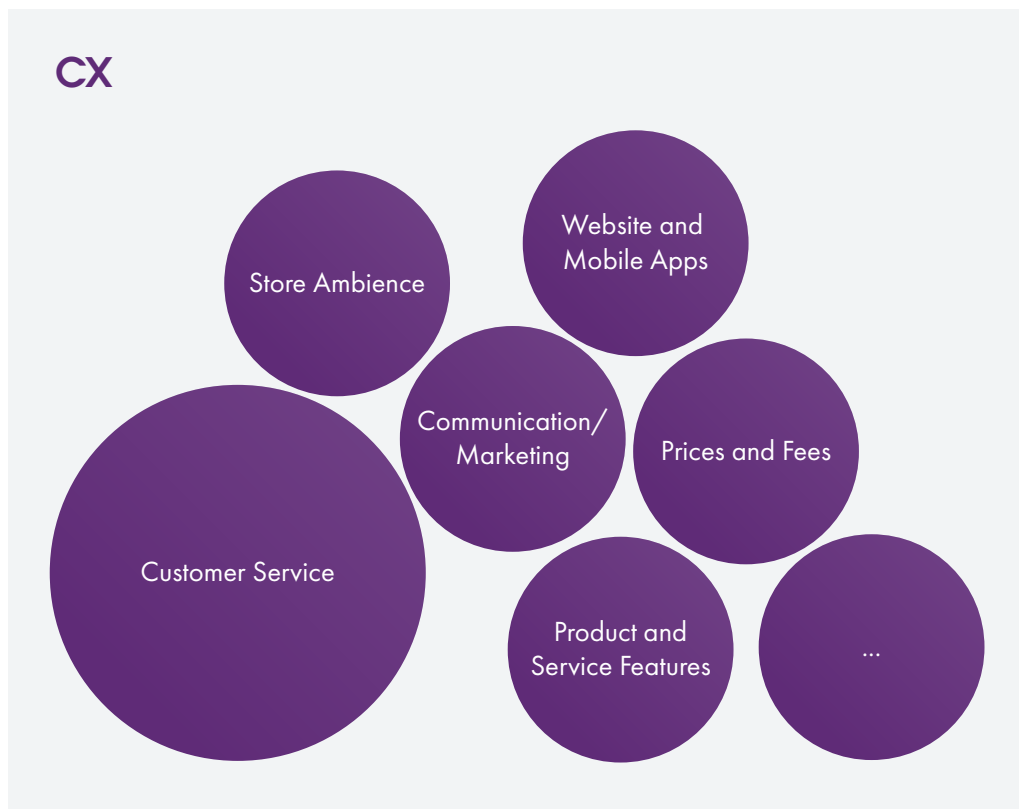 CX
Website and
Mobile Apps
Store Ambience
Communication/
Marketing
Prices and Fees
Customer Service
Product and
Service Features
...